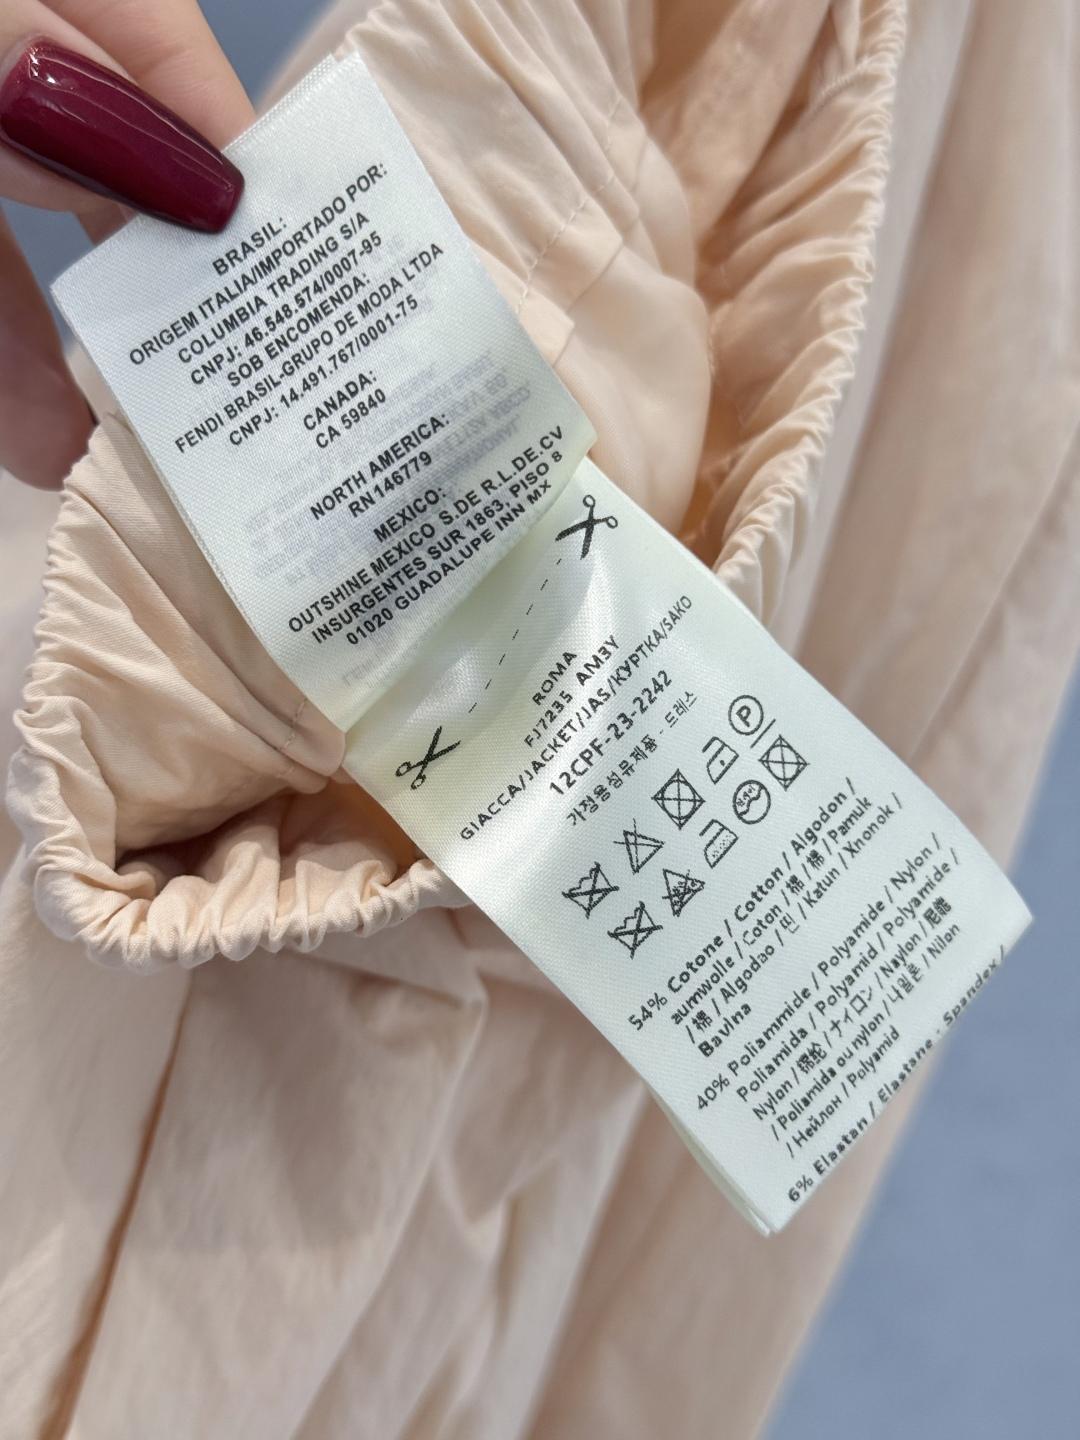 BRASIL:
ORIGEM ITALIA/IMPORTADO POR:
COLUMBIA TRADING S/A
CNPJ: 46.548.574/0007-95
SOB ENCOMENDA:
FENDI BRASIL-GRUPO DE MODA LTDA
CNPJ: 14.491.767/0001-75
CANADA:
CA 59840
NORTH AMERICA:
RN146779
MEXICO:
OUTSHINE MEXICO S.DE R.L.DE.CV
INSURGENTES SUR 1863, PISO 8
01020 GUADALUPE INN MX
ROMA
FJ7235 AM3Y
GIACCA/JACKET/JAS/КУРТКА/SAKO
12CPF-23-2242
가정용섬유제품 - 드레스
P
54% Cotone / Cotton / Algodon /
aumwolle / Coton / 棉 / 棉 / Pamuk
/ 棉 / Algodao / 면 / Katun / Xnonok /
Bavlna
40% Poliammide / Polyamide / Nylon /
Poliamida / Polyamid / Polyamide /
Nylon / 锦纶 / ナイロン / Naylon / 尼龍
/ Poliamida ou nylon / 나일론 / Nilon
/ Нейлон / Polyamid
6% Elastan / Elastane - Spandex /